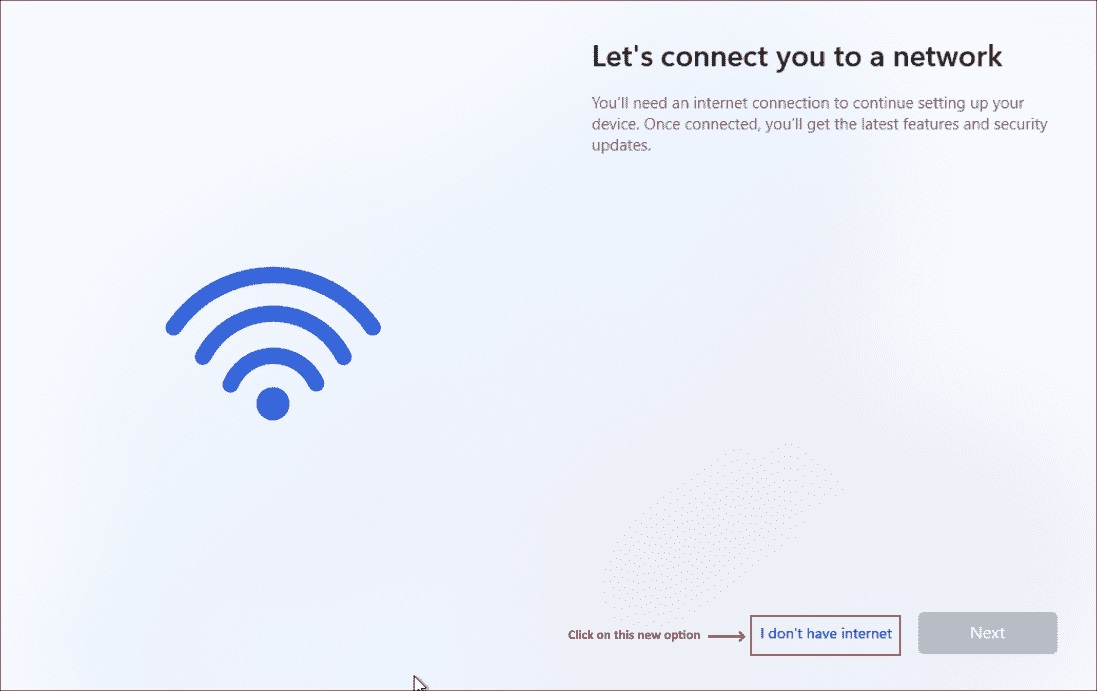 Let's connect you to a network
You'll need an internet connection to continue setting up your
device. Once connected, you'll get the latest features and security
updates.
Click on this new option
I don't have internet
Next